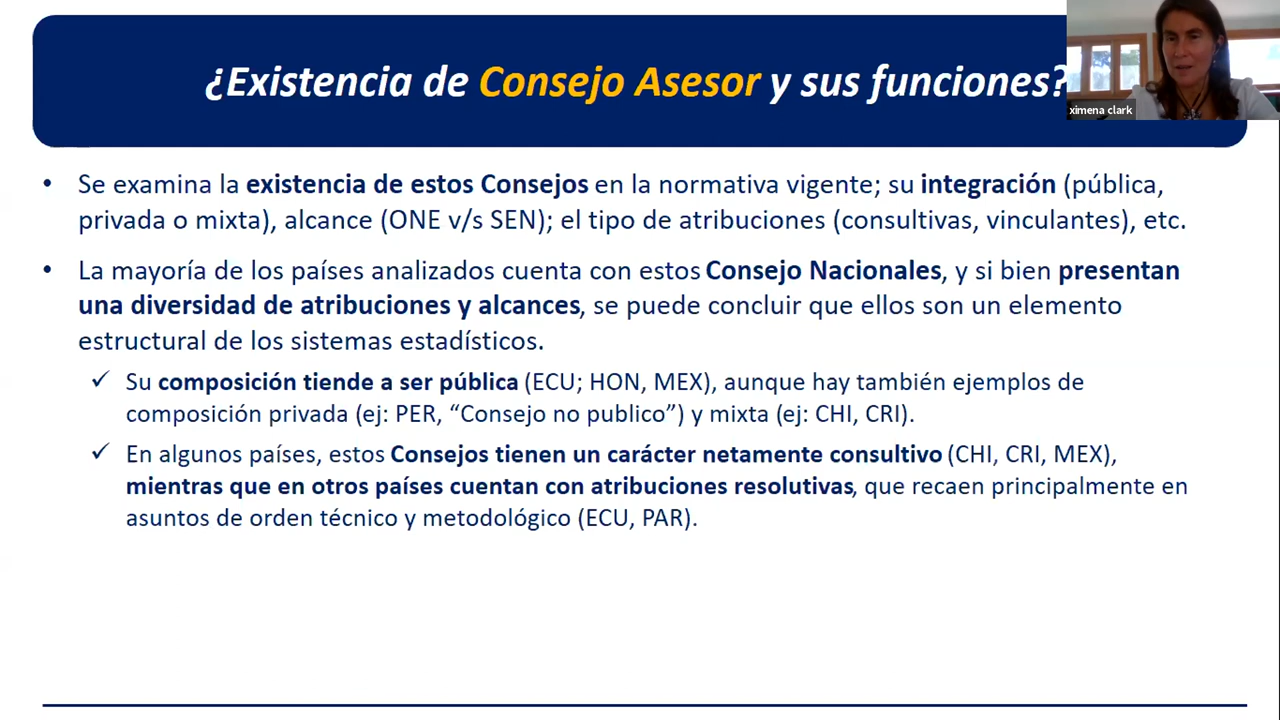 ¿Existencia de Consejo Asesor y sus funciones?
ximena clark
• Se examina la existencia de estos Consejos en la normativa vigente; su integración (pública,
privada o mixta), alcance (ONE v/s SEN); el tipo de atribuciones (consultivas, vinculantes), etc.
• La mayoría de los países analizados cuenta con estos Consejo Nacionales, y si bien presentan
una diversidad de atribuciones y alcances, se puede concluir que ellos son un elemento
estructural de los sistemas estadísticos.
✓ Su composición tiende a ser pública (ECU; HON, MEX), aunque hay también ejemplos de
composición privada (ej: PER, “Consejo no publico”) y mixta (ej: CHI, CRI).
✓ En algunos países, estos Consejos tienen un carácter netamente consultivo (CHI, CRI, MEX),
mientras que en otros países cuentan con atribuciones resolutivas, que recaen principalmente en
asuntos de orden técnico y metodológico (ECU, PAR).